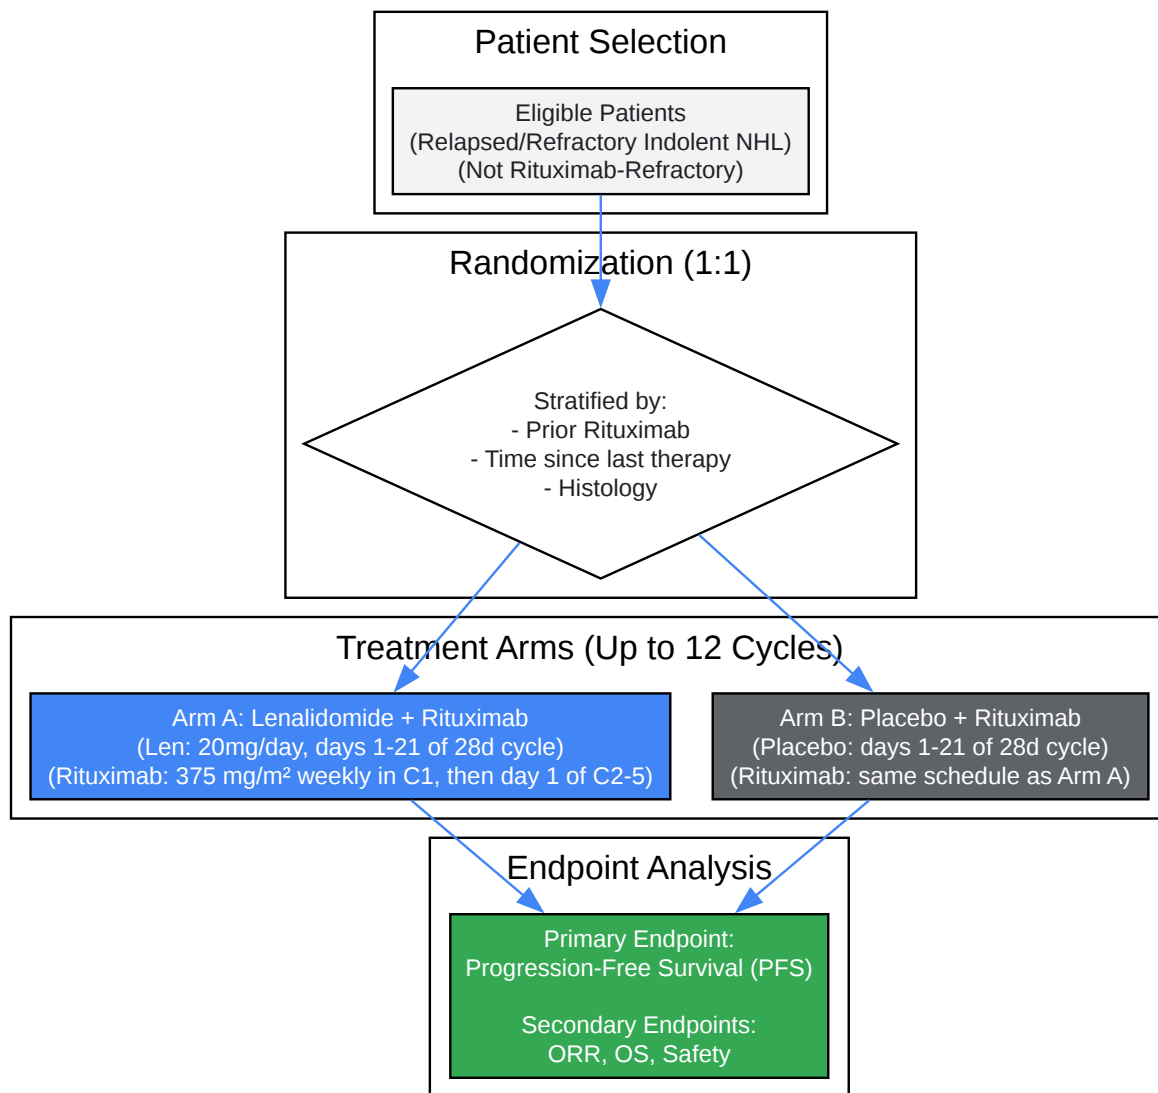 Patient Selection
Eligible Patients
(Relapsed/Refractory Indolent NHL)
(Not Rituximab-Refractory)
Randomization (1:1)
Stratified by:
- Prior Rituximab
- Time since last therapy
- Histology
Treatment Arms (Up to 12 Cycles)
Arm A: Lenalidomide + Rituximab
(Len: 20mg/day, days 1-21 of 28d cycle)
(Rituximab: 375 mg/m² weekly in C1, then day 1 of C2-5)
Arm B: Placebo + Rituximab
(Placebo: days 1-21 of 28d cycle)
(Rituximab: same schedule as Arm A)
Endpoint Analysis
Primary Endpoint:
Progression-Free Survival (PFS)
Secondary Endpoints:
ORR, OS, Safety